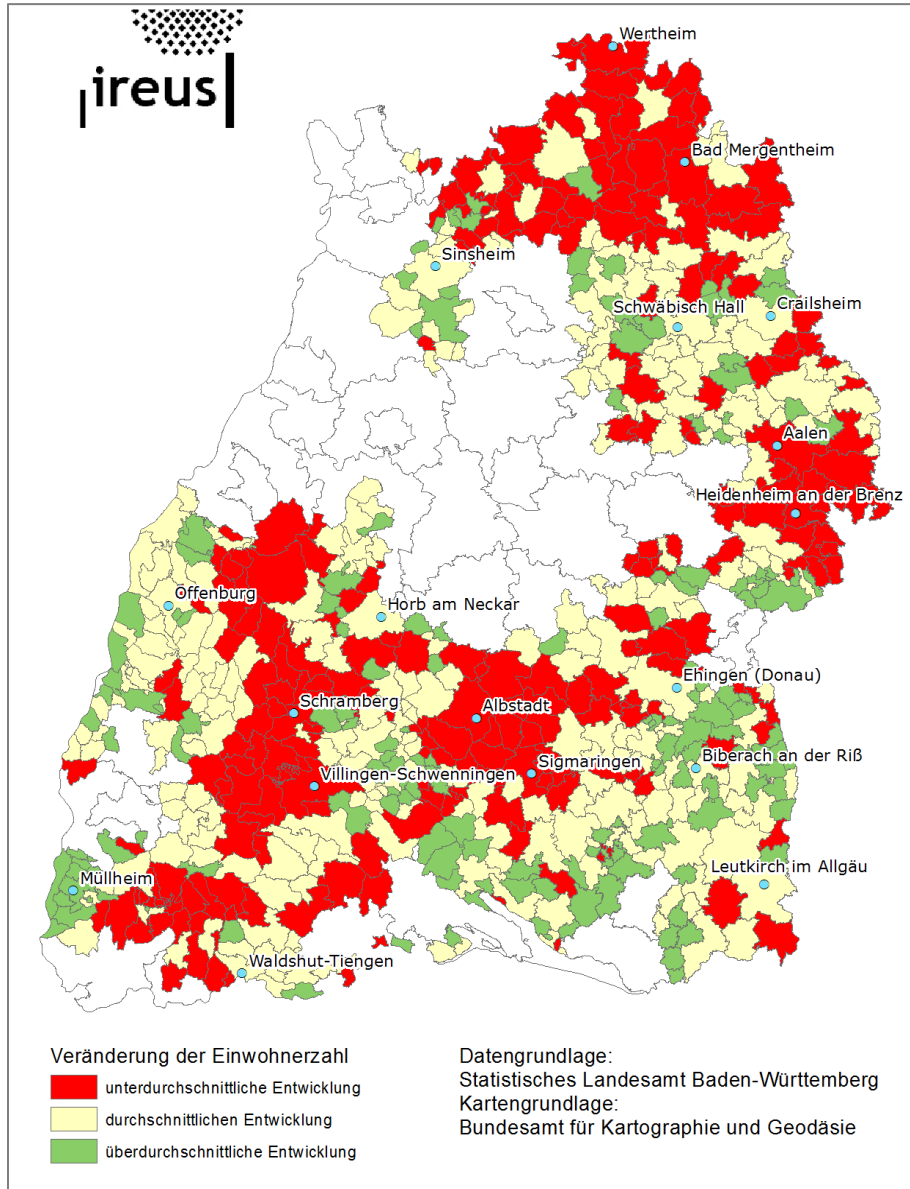 ireus
Wertheim
Bad Mergentheim
Sinsheim
Schwäbisch Hall
Crailsheim
Aalen
Heidenheim an der Brenz
Offenburg
Horb am Neckar
Ehingen (Donau)
Schramberg
Albstadt
Biberach an der Riß
Sigmaringen
Villingen-Schwenningen
Leutkirch im Allgäu
Müllheim
Waldshut-Tiengen
Veränderung der Einwohnerzahl
unterdurchschnittliche Entwicklung
durchschnittlichen Entwicklung
überdurchschnittliche Entwicklung
Datengrundlage:
Statistisches Landesamt Baden-Württemberg
Kartengrundlage:
Bundesamt für Kartographie und Geodäsie